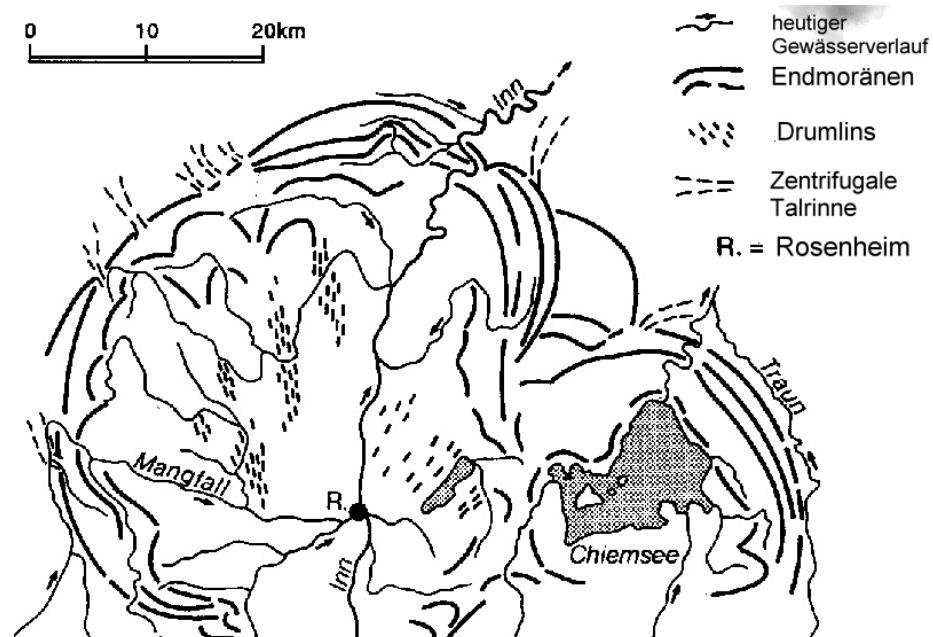 0 10 20km
heutiger
Gewässerverlauf
Endmoränen
Drumlins
Zentrifugale
Talrinne
R. = Rosenheim
Inn
Traun
Mangfall
R.
Chiemsee
Inn